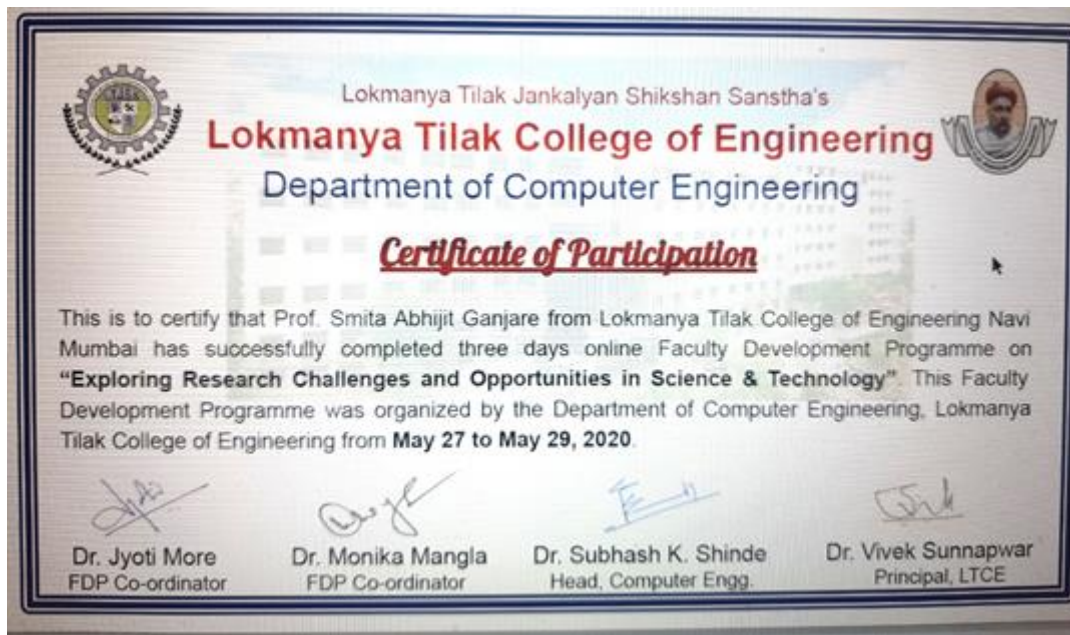 LTJSS
Lokmanya Tilak Jankalyan Shikshan Sanstha's
Lokmanya Tilak College of Engineering
Department of Computer Engineering
Certificate of Participation
This is to certify that Prof. Smita Abhijit Ganjare from Lokmanya Tilak College of Engineering Navi
Mumbai has successfully completed three days online Faculty Development Programme on
“Exploring Research Challenges and Opportunities in Science & Technology”. This Faculty
Development Programme was organized by the Department of Computer Engineering, Lokmanya
Tilak College of Engineering from May 27 to May 29, 2020.
Dr. Jyoti More
Dr. Monika Mangla
Dr. Subhash K. Shinde
Dr. Vivek Sunnapwar
FDP Co-ordinator
FDP Co-ordinator
Head, Computer Engg.
Principal, LTCE